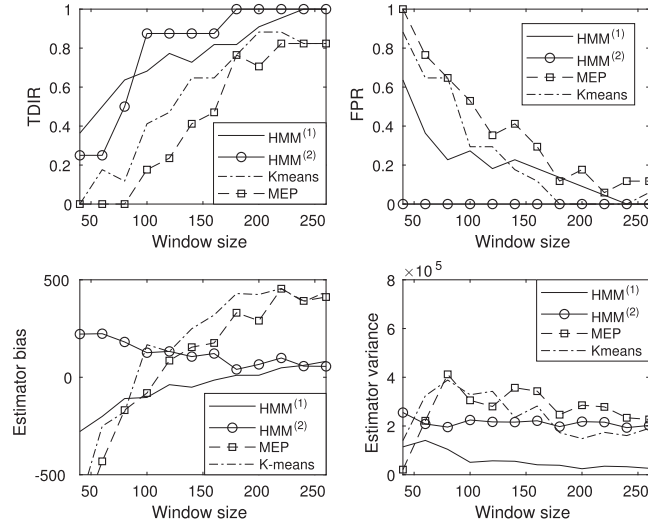 TDIR
1
0.8
0.6
0.4
0.2
0
50 100 150 200 250
Window size
HMM(1)
HMM(2)
Kmeans
MEP
FPR
1
0.8
0.6
0.4
0.2
0
50 100 150 200 250
Window size
HMM(1)
HMM(2)
MEP
Kmeans
Estimator bias
500
0
-500
50 100 150 200 250
Window size
HMM(1)
HMM(2)
MEP
K-means
Estimator variance
× 10^5
8
6
4
2
0
50 100 150 200 250
Window size
HMM(1)
HMM(2)
MEP
Kmeans